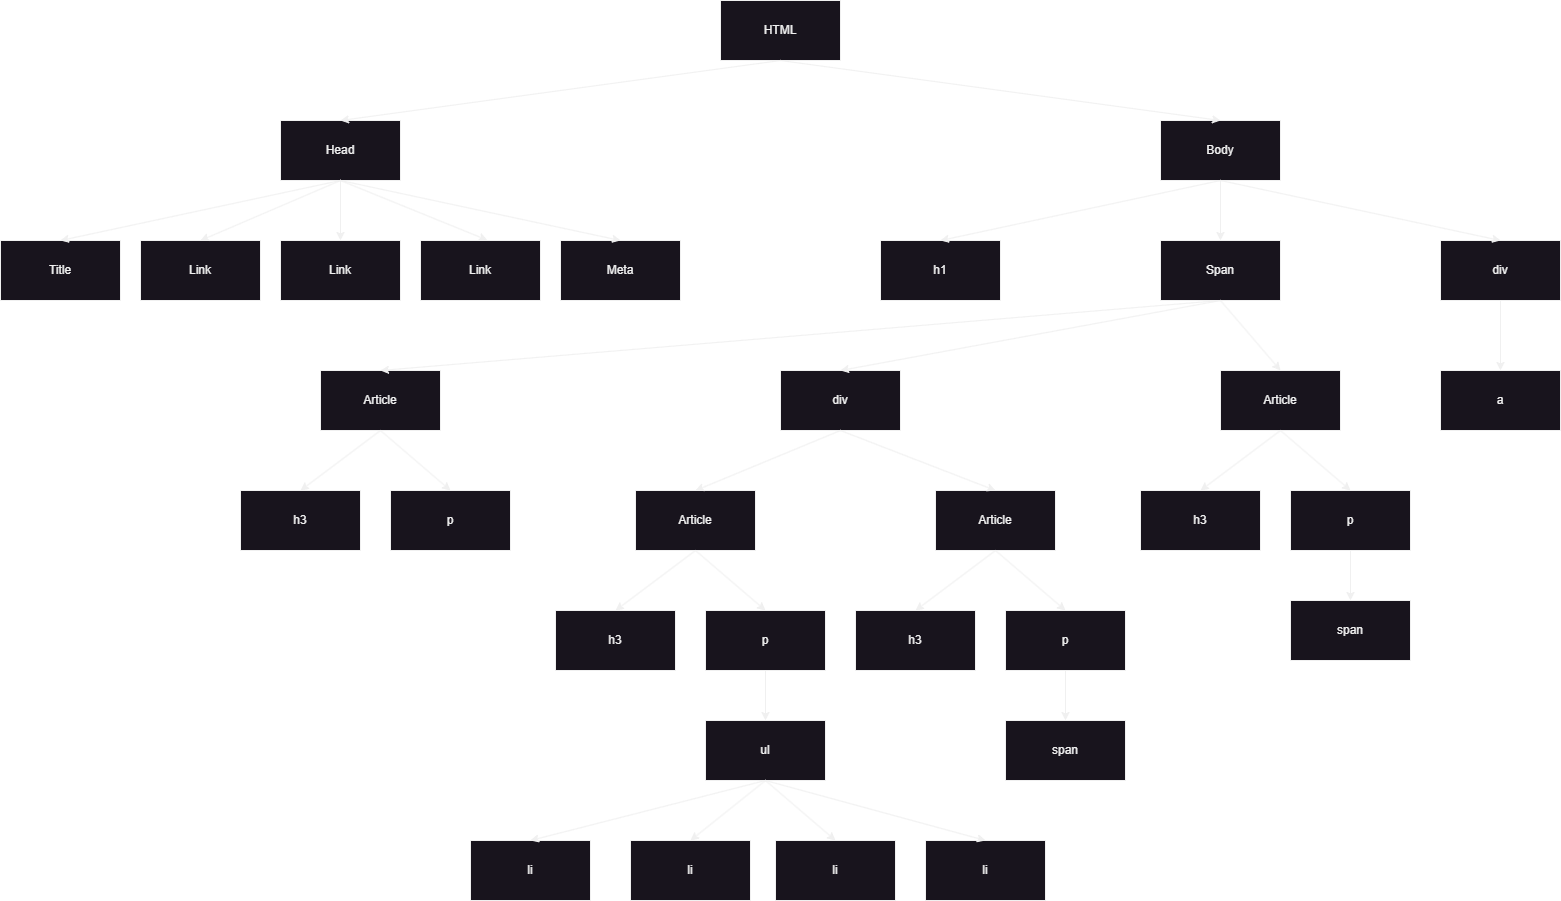 HTML
Head
Body
Title
Link
Link
Link
Meta
h1
Span
div
Article
div
Article
a
h3
p
Article
Article
h3
p
h3
p
h3
p
span
ul
span
li
li
li
li